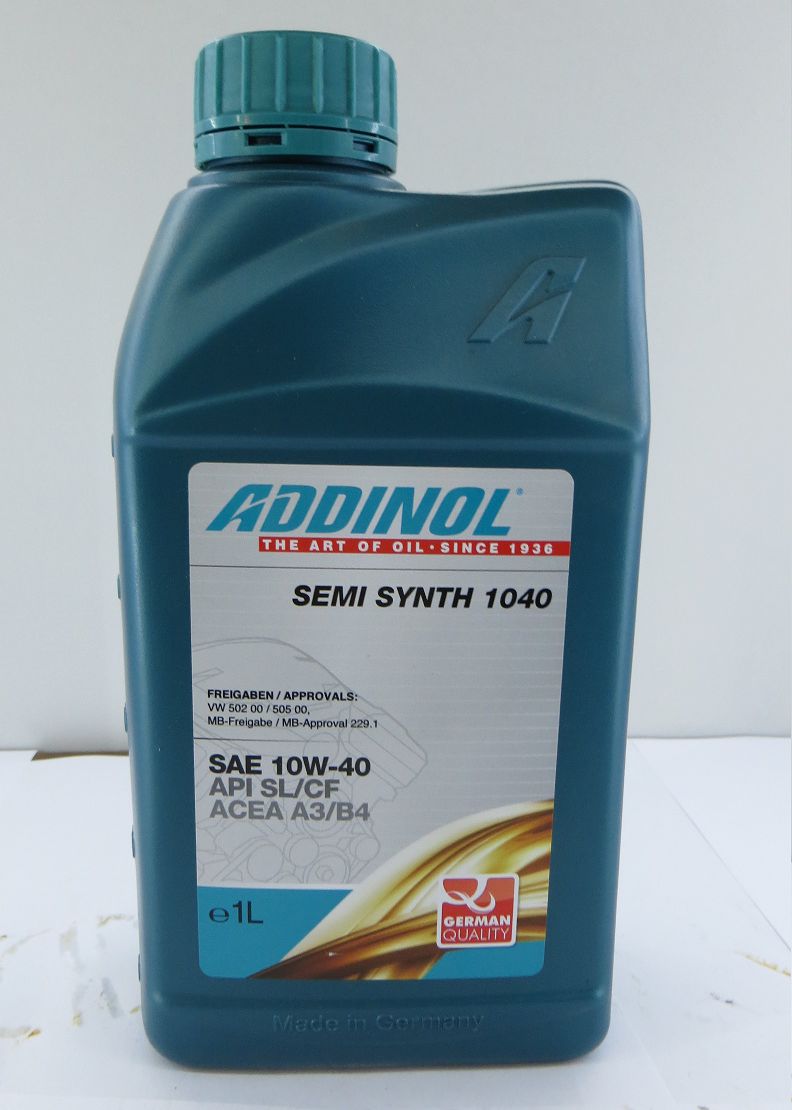 ADDINOL®
THE ART OF OIL · SINCE 1936
SEMI SYNTH 1040
FREIGABEN / APPROVALS:
VW 502 00 / 505 00,
MB-Freigabe / MB-Approval 229.1
SAE 10W-40
API SL/CF
ACEA A3/B4
℮1L
GERMAN
QUALITY
Made in Germany